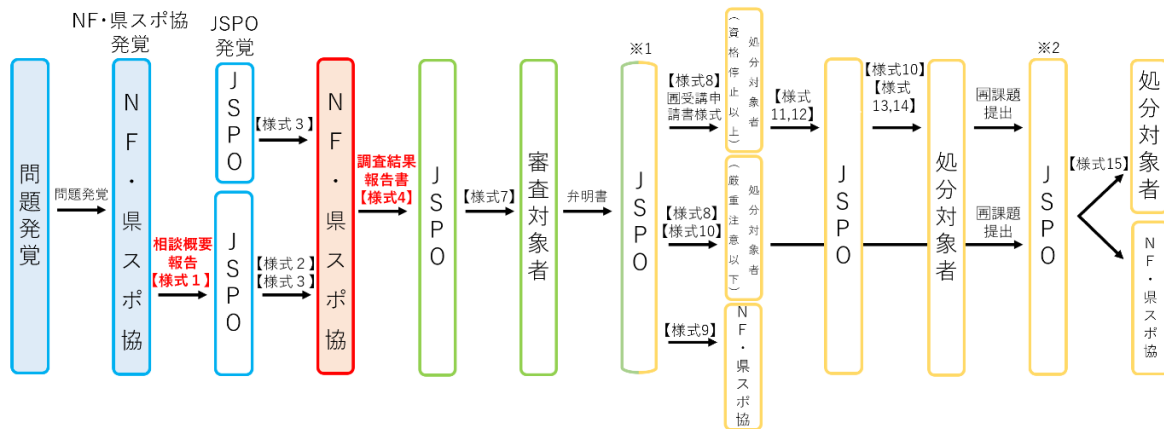 問題発覚
問題発覚
NF・県スポ協
発覚
NF・県スポ協
相談概要
報告
【様式1】
JSPO
発覚
JSPO
【様式3】
JSPO
【様式2】
【様式3】
NF・県スポ協
調査結果
報告書
【様式4】
JSPO
【様式7】
審査対象者
弁明書
※1
JSPO
【様式8】
画受講申
請書様式
処分対象者
(資格停止以上)
【様式8】
【様式10】
処分対象者
(厳重注意以下)
【様式9】
NF・県スポ協
【様式
11,12】
JSPO
【様式10】
【様式
13,14】
処分対象者
課題
提出
課題
提出
※2
JSPO
【様式15】
処分対象者
NF・県スポ協